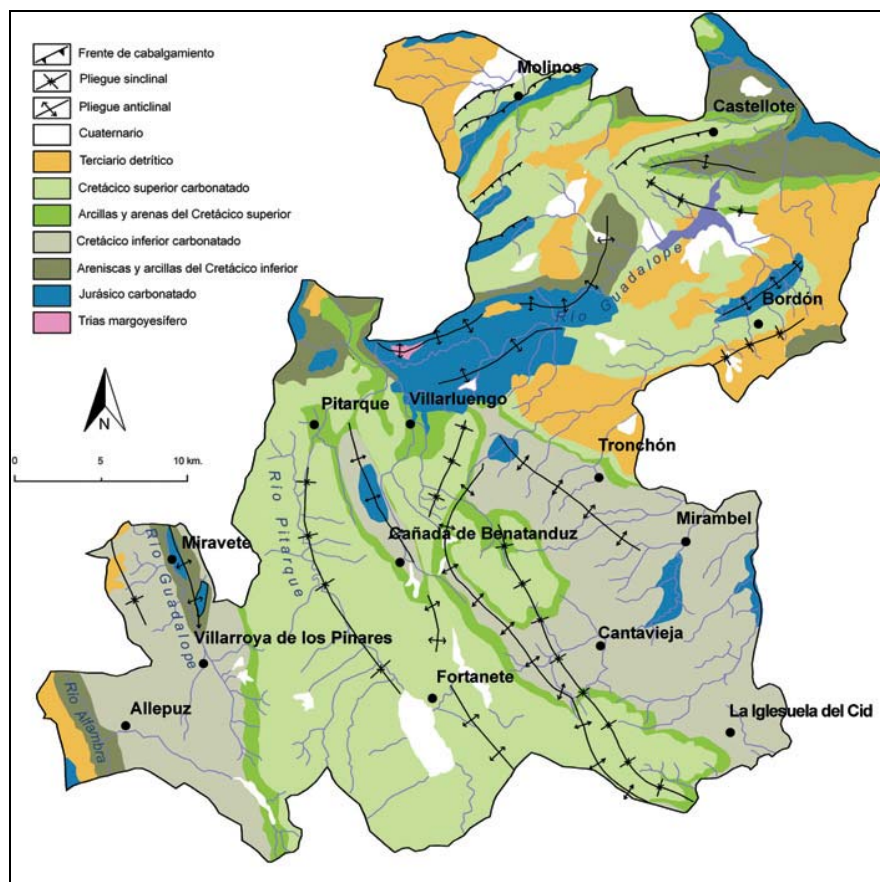 Frente de cabalgamiento
Pliegue sinclinal
Pliegue anticlinal
Cuaternario
Terciario detrítico
Cretácico superior carbonatado
Arcillas y arenas del Cretácico superior
Cretácico inferior carbonatado
Areniscas y arcillas del Cretácico inferior
Jurásico carbonatado
Trias margoyesífero
N
0 5 10 km.
Molinos
Castellote
Río Guadalope
Bordón
Villarluengo
Pitarque
Tronchón
Río Pitarque
Mirambel
Cañada de Benatanduz
Miravete
Río Guadalope
Villarroya de los Pinares
Cantavieja
Fortanete
Río Alfambra
Allepuz
La Iglesuela del Cid